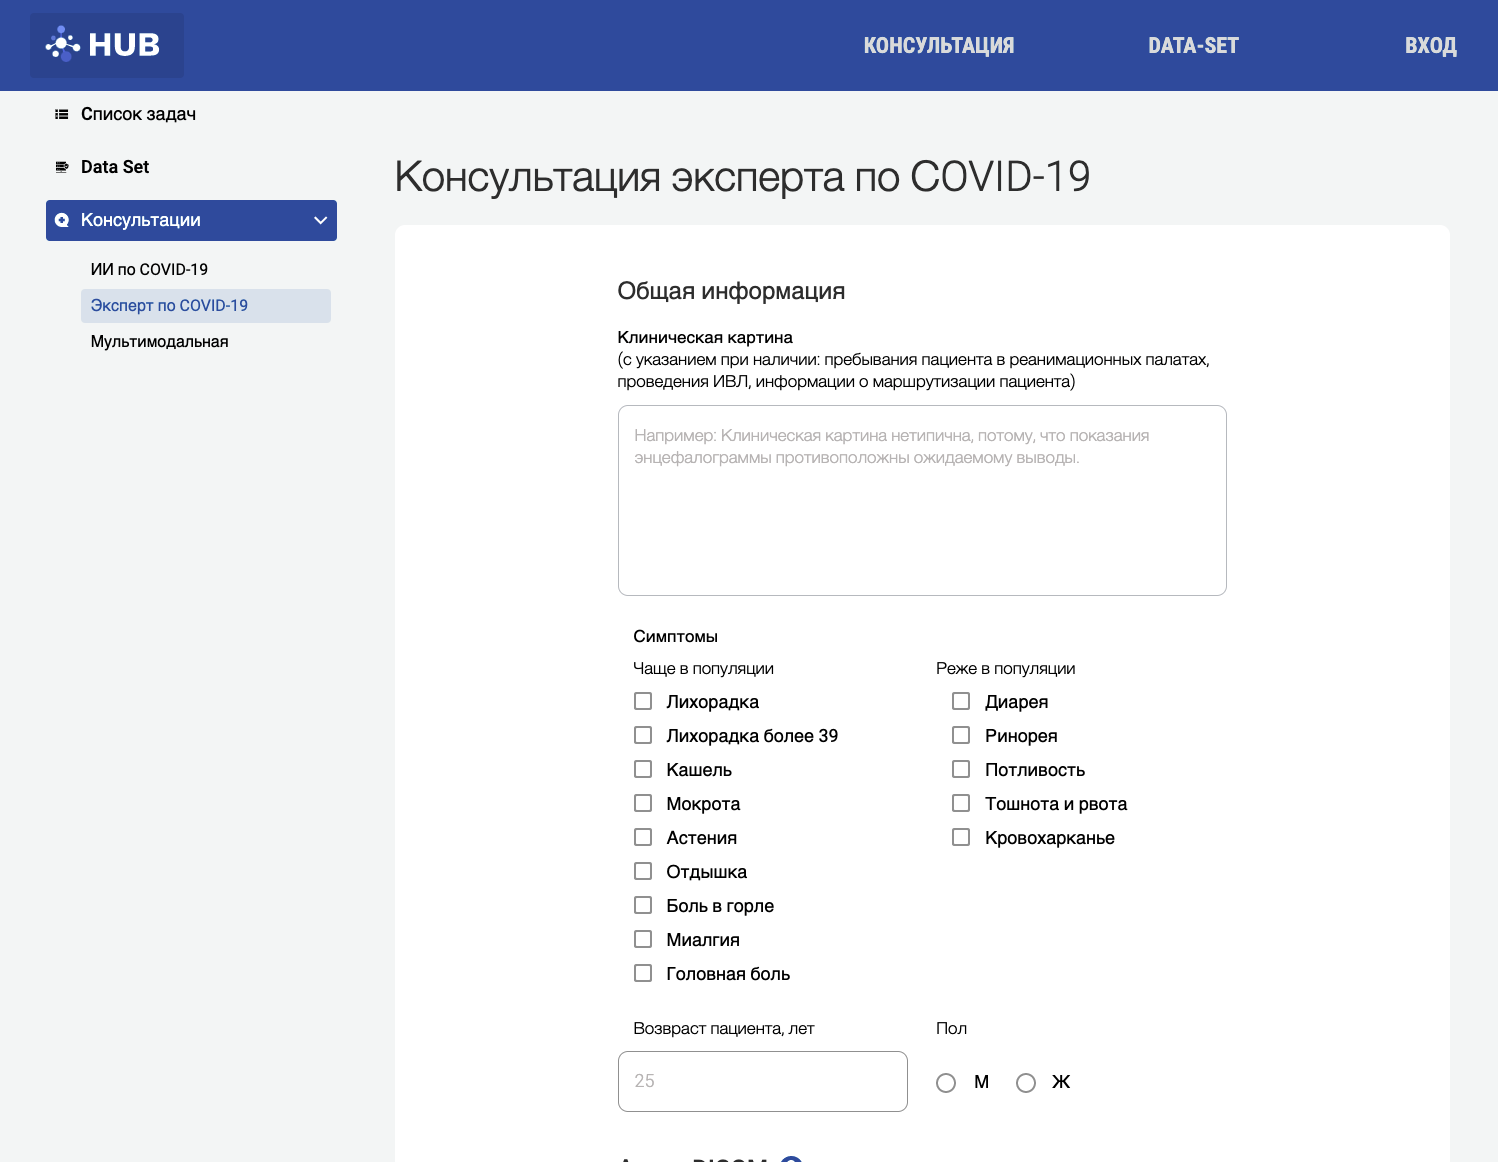 HUB
КОНСУЛЬТАЦИЯ
DATA-SET
ВХОД
Список задач
Data Set
Консультации
ИИ по COVID-19
Эксперт по COVID-19
Мультимодальная
Консультация эксперта по COVID-19
Общая информация
Клиническая картина
(с указанием при наличии: пребывания пациента в реанимационных палатах,
проведения ИВЛ, информации о маршрутизации пациента)
Например: Клиническая картина нетипична, потому, что показания
энцефалограммы противоположны ожидаемому выводы.
Симптомы
Чаще в популяции
Лихорадка
Лихорадка более 39
Кашель
Мокрота
Астения
Отдышка
Боль в горле
Миалгия
Головная боль
Реже в популяции
Диарея
Ринорея
Потливость
Тошнота и рвота
Кровохарканье
Возвраст пациента, лет
25
Пол
М
Ж